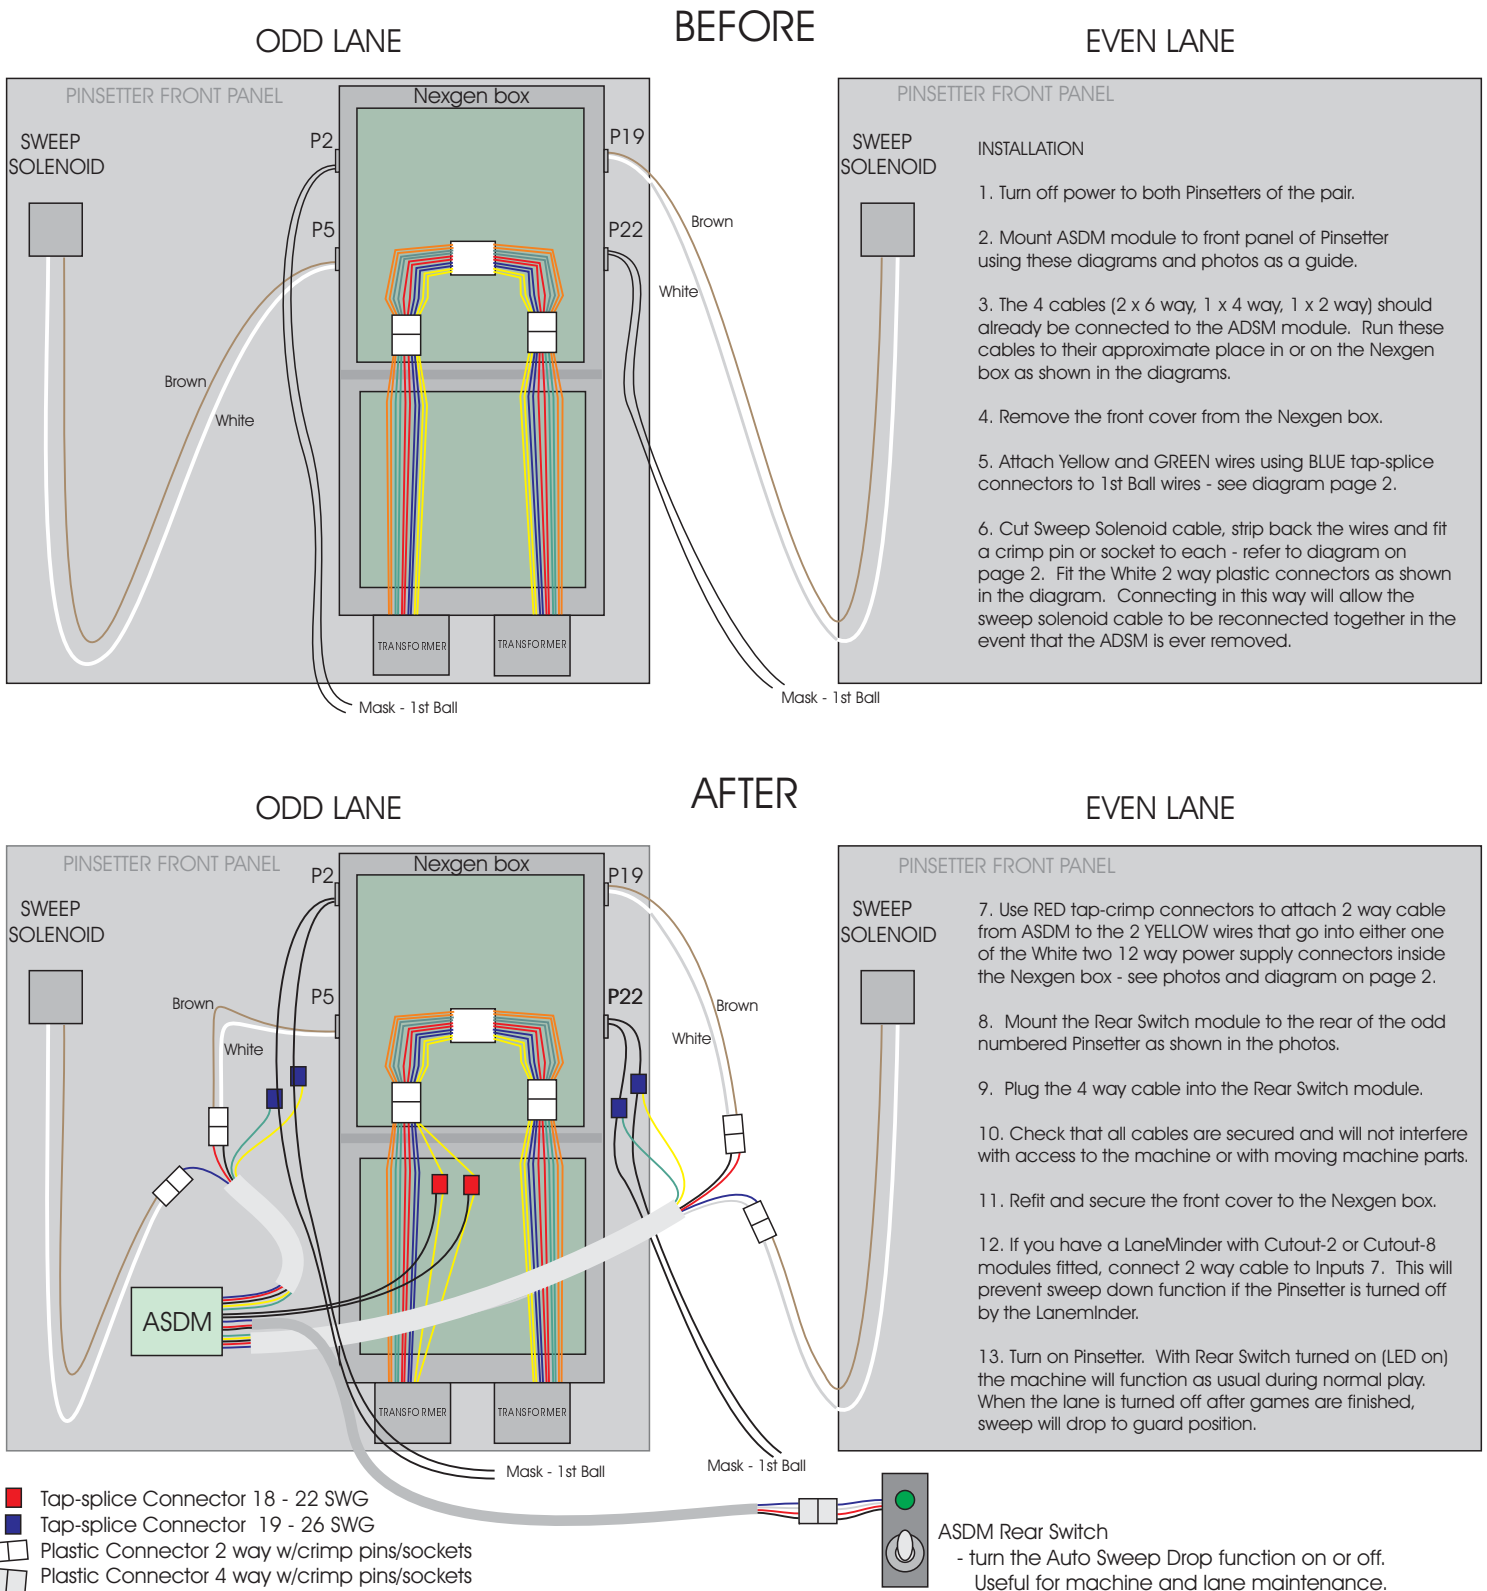 BEFORE
ODD LANE
EVEN LANE
PINSETTER FRONT PANEL
Nexgen box
SWEEP
SOLENOID
P2
P5
P19
P22
Brown
White
Brown
White
TRANSFORMER
TRANSFORMER
Mask - 1st Ball
Mask - 1st Ball
PINSETTER FRONT PANEL
SWEEP
SOLENOID
INSTALLATION
1. Turn off power to both Pinsetters of the pair.
2. Mount ASDM module to front panel of Pinsetter
using these diagrams and photos as a guide.
3. The 4 cables (2 x 6 way, 1 x 4 way, 1 x 2 way) should
already be connected to the ADSM module.  Run these
cables to their approximate place in or on the Nexgen
box as shown in the diagrams.
4. Remove the front cover from the Nexgen box.
5. Attach Yellow and GREEN wires using BLUE tap-splice
connectors to 1st Ball wires - see diagram page 2.
6. Cut Sweep Solenoid cable, strip back the wires and fit
a crimp pin or socket to each - refer to diagram on
page 2.  Fit the White 2 way plastic connectors as shown
in the diagram.  Connecting in this way will allow the
sweep solenoid cable to be reconnected together in the
event that the ADSM is ever removed.
AFTER
ODD LANE
EVEN LANE
PINSETTER FRONT PANEL
Nexgen box
SWEEP
SOLENOID
P2
P5
P19
P22
Brown
White
Brown
White
ASDM
TRANSFORMER
TRANSFORMER
Mask - 1st Ball
Mask - 1st Ball
PINSETTER FRONT PANEL
SWEEP
SOLENOID
7. Use RED tap-crimp connectors to attach 2 way cable
from ASDM to the 2 YELLOW wires that go into either one
of the White two 12 way power supply connectors inside
the Nexgen box - see photos and diagram on page 2.
8.  Mount the Rear Switch module to the rear of the odd
numbered Pinsetter as shown in the photos.
9.  Plug the 4 way cable into the Rear Switch module.
10. Check that all cables are secured and will not interfere
with access to the machine or with moving machine parts.
11. Refit and secure the front cover to the Nexgen box.
12. If you have a LaneMinder with Cutout-2 or Cutout-8
modules fitted, connect 2 way cable to Inputs 7.  This will
prevent sweep down function if the Pinsetter is turned off
by the LanemInder.
13. Turn on Pinsetter.  With Rear Switch turned on (LED on)
the machine will function as usual during normal play.
When the lane is turned off after games are finished,
sweep will drop to guard position.
Tap-splice Connector 18 - 22 SWG
Tap-splice Connector  19 - 26 SWG
Plastic Connector 2 way w/crimp pins/sockets
Plastic Connector 4 way w/crimp pins/sockets
ASDM Rear Switch
- turn the Auto Sweep Drop function on or off.
Useful for machine and lane maintenance.